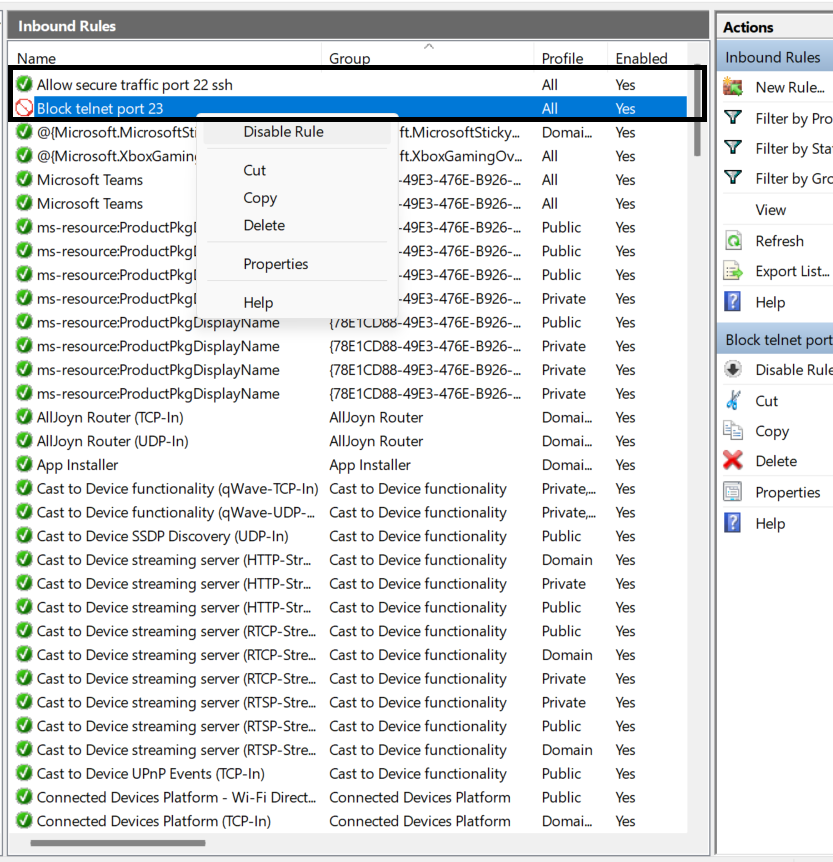 Inbound Rules
Name Group Profile Enabled
Allow secure traffic port 22 ssh All Yes
Block telnet port 23 All Yes
@{Microsoft.MicrosoftSti ft.MicrosoftSticky... Domai... Yes
@{Microsoft.XboxGaming ft.XboxGamingOv... All Yes
Microsoft Teams -49E3-476E-B926-... All Yes
Microsoft Teams -49E3-476E-B926-... All Yes
ms-resource:ProductPkgD -49E3-476E-B926-... Public Yes
ms-resource:ProductPkgD -49E3-476E-B926-... Public Yes
ms-resource:ProductPkgD -49E3-476E-B926-... Public Yes
ms-resource:ProductPkgD -49E3-476E-B926-... Private Yes
ms-resource:ProductPkgDisplayName {78E1CD88-49E3-476E-B926-... Public Yes
ms-resource:ProductPkgDisplayName {78E1CD88-49E3-476E-B926-... Private Yes
ms-resource:ProductPkgDisplayName {78E1CD88-49E3-476E-B926-... Private Yes
ms-resource:ProductPkgDisplayName {78E1CD88-49E3-476E-B926-... Private Yes
AllJoyn Router (TCP-In) AllJoyn Router Domai... Yes
AllJoyn Router (UDP-In) AllJoyn Router Domai... Yes
App Installer App Installer Domai... Yes
Cast to Device functionality (qWave-TCP-In) Cast to Device functionality Private,... Yes
Cast to Device functionality (qWave-UDP-... Cast to Device functionality Private,... Yes
Cast to Device SSDP Discovery (UDP-In) Cast to Device functionality Public Yes
Cast to Device streaming server (HTTP-Str... Cast to Device functionality Domain Yes
Cast to Device streaming server (HTTP-Str... Cast to Device functionality Private Yes
Cast to Device streaming server (HTTP-Str... Cast to Device functionality Public Yes
Cast to Device streaming server (RTCP-Stre... Cast to Device functionality Public Yes
Cast to Device streaming server (RTCP-Stre... Cast to Device functionality Domain Yes
Cast to Device streaming server (RTCP-Stre... Cast to Device functionality Private Yes
Cast to Device streaming server (RTSP-Stre... Cast to Device functionality Private Yes
Cast to Device streaming server (RTSP-Stre... Cast to Device functionality Public Yes
Cast to Device streaming server (RTSP-Stre... Cast to Device functionality Domain Yes
Cast to Device UPnP Events (TCP-In) Cast to Device functionality Public Yes
Connected Devices Platform - Wi-Fi Direct... Connected Devices Platform Public Yes
Connected Devices Platform (TCP-In) Connected Devices Platform Domai... Yes
Disable Rule
Cut
Copy
Delete
Properties
Help
Actions
Inbound Rules
New Rule...
Filter by Pro
Filter by Sta
Filter by Gro
View
Refresh
Export List...
Help
Block telnet port
Disable Rule
Cut
Copy
Delete
Properties
Help